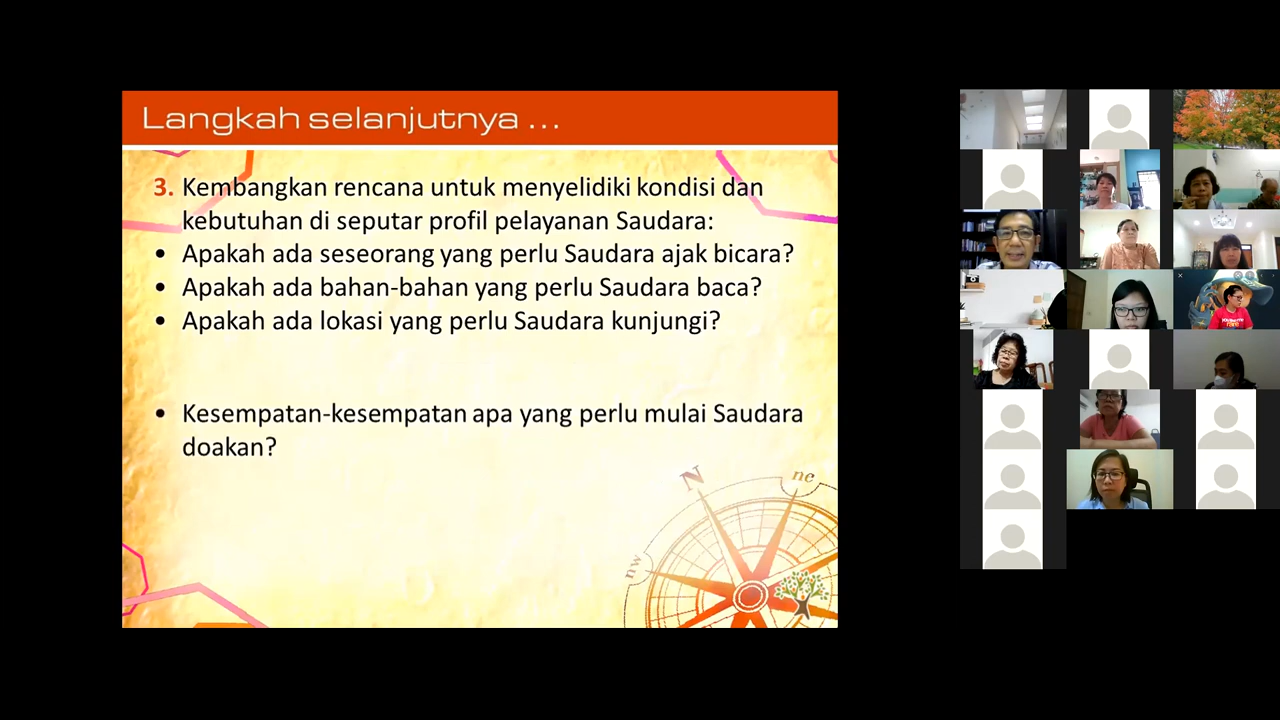 Langkah selanjutnya ...
3. Kembangkan rencana untuk menyelidiki kondisi dan
kebutuhan di seputar profil pelayanan Saudara:
• Apakah ada seseorang yang perlu Saudara ajak bicara?
• Apakah ada bahan-bahan yang perlu Saudara baca?
• Apakah ada lokasi yang perlu Saudara kunjungi?
• Kesempatan-kesempatan apa yang perlu mulai Saudara
doakan?
N
ne
nw